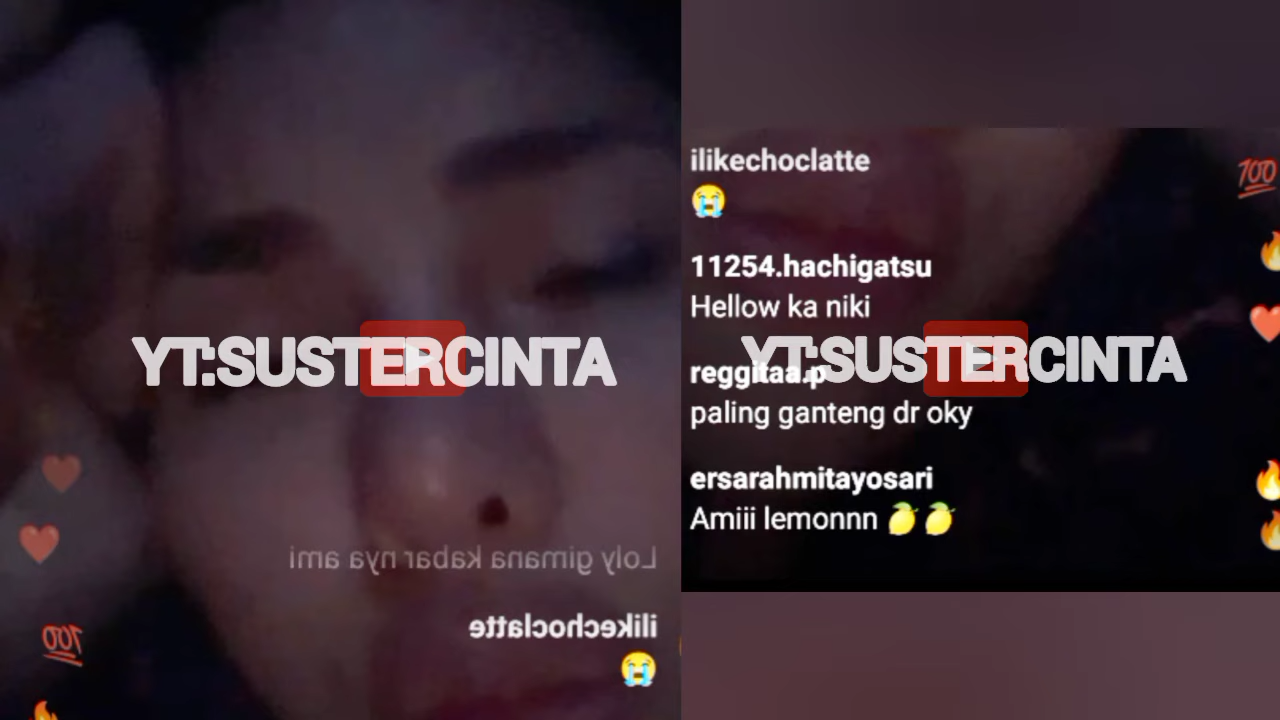 YT:SUSTERCINTA
Loly gimana kabar nya ami
ilikechoclatte
😭
ilikechoclatte
😭
11254.hachigatsu
Hellow ka niki
YT:SUSTERCINTA
reggitaa.p
paling ganteng dr oky
ersarahmitayosari
Amiii lemonnn 🍋🍋
💯
💯